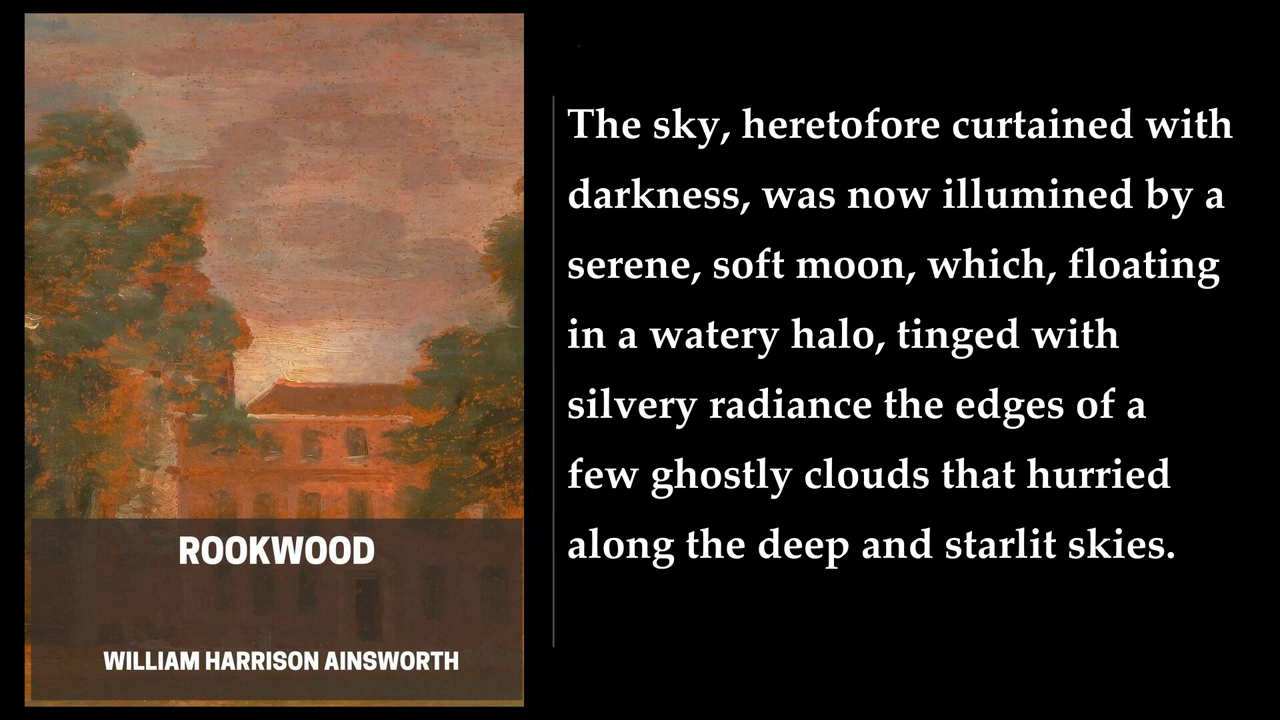 ROOKWOOD
WILLIAM HARRISON AINSWORTH
The sky, heretofore curtained with
darkness, was now illumined by a
serene, soft moon, which, floating
in a watery halo, tinged with
silvery radiance the edges of a
few ghostly clouds that hurried
along the deep and starlit skies.